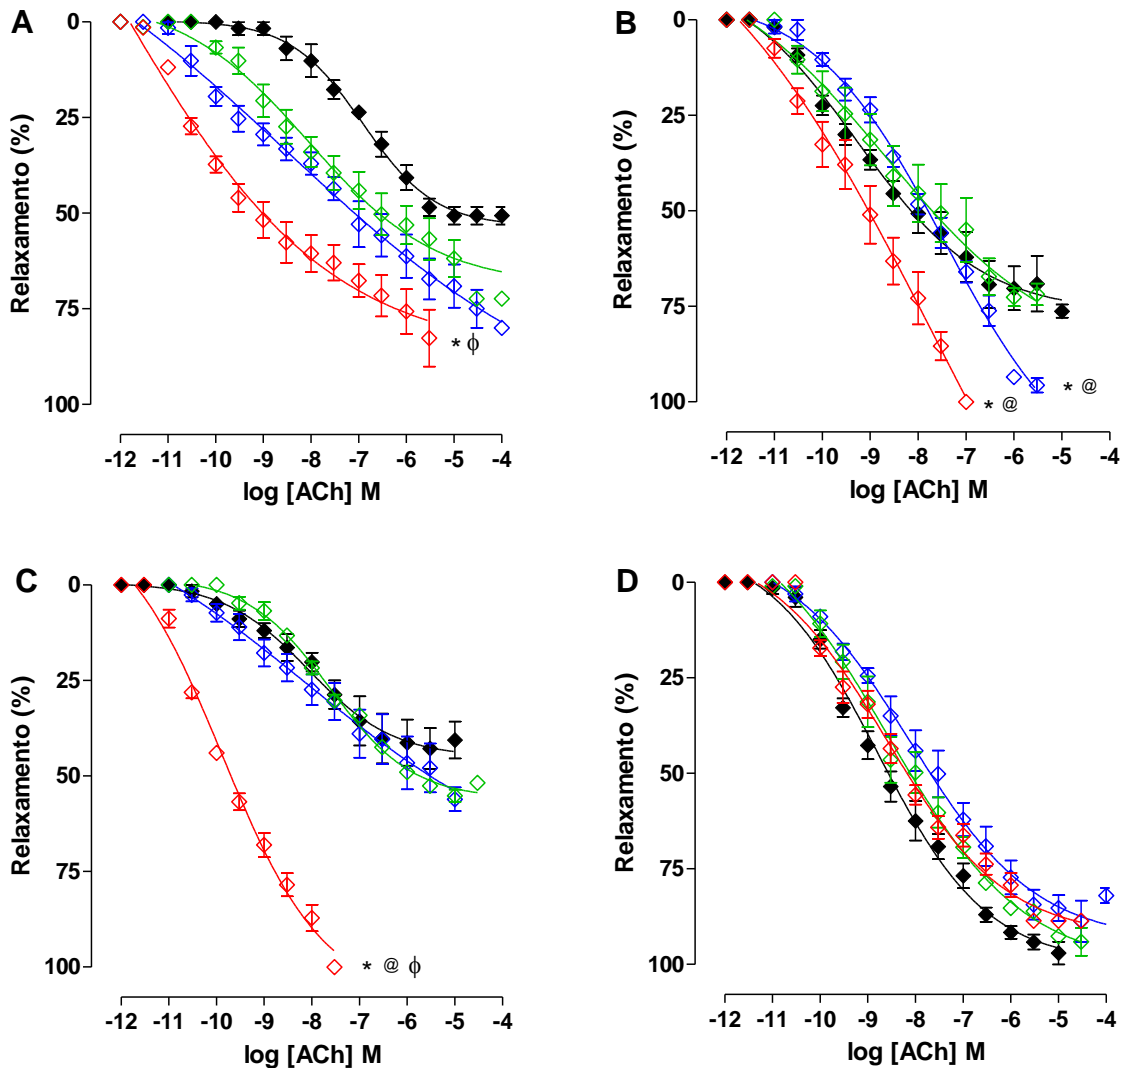 A
Relaxamento (%)
0
25
50
75
100
* ϕ
-12 -11 -10 -9 -8 -7 -6 -5 -4
log [ACh] M
B
Relaxamento (%)
0
25
50
75
100
* @
* @
-12 -11 -10 -9 -8 -7 -6 -5 -4
log [ACh] M
C
Relaxamento (%)
0
25
50
75
100
* @ ϕ
-12 -11 -10 -9 -8 -7 -6 -5 -4
log [ACh] M
D
Relaxamento (%)
0
25
50
75
100
-12 -11 -10 -9 -8 -7 -6 -5 -4
log [ACh] M